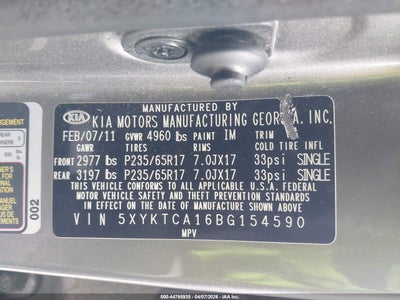 MANUFACTURED BY
KIA KIA MOTORS MANUFACTURING GEORGIA, INC.
FEB/07/11 GVWR 4960 lbs PAINT IM TRIM
GAWR TIRES RIMS COLD TIRE INFLATION
FRONT 2977 lbs P235/65R17 7.0JX17 33psi SINGLE
REAR 3197 lbs P235/65R17 7.0JX17 33psi SINGLE
THIS VEHICLE CONFORMS TO ALL APPLICABLE FEDERAL
MOTOR VEHICLE SAFETY AND THEFT PREVENTION STANDARDS
IN EFFECT ON THE DATE OF MANUFACTURE SHOWN ABOVE.
VIN 5XYKTCA16BG154590
MPV
002
000-44768935 - 04/07/2026 - IAA Inc.